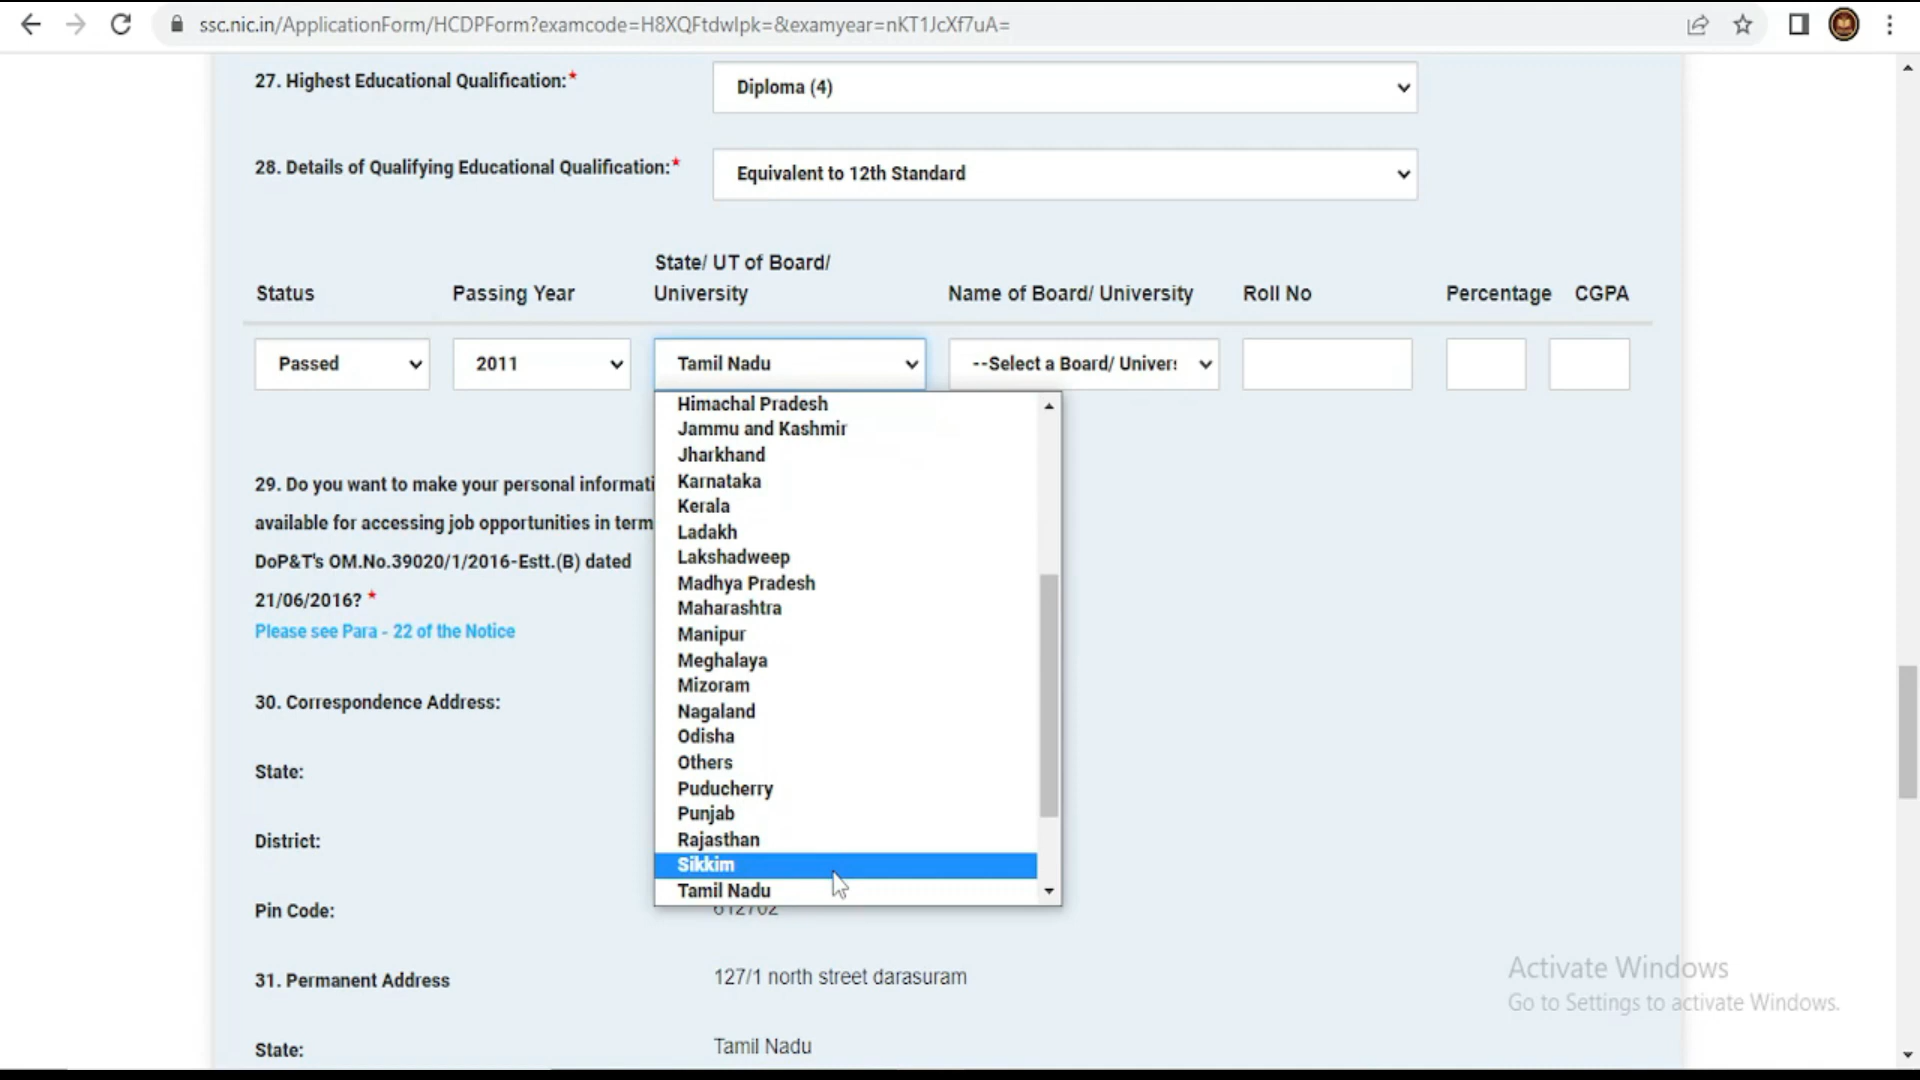 ssc.nic.in/ApplicationForm/HCDPForm?examcode=H8XQFtdwlpk=&examyear=nKT1JcXf7uA=
27. Highest Educational Qualification:*
Diploma (4)
28. Details of Qualifying Educational Qualification:*
Equivalent to 12th Standard
Status
Passing Year
State/ UT of Board/
University
Name of Board/ University
Roll No
Percentage
CGPA
Passed
2011
Tamil Nadu
--Select a Board/ Univer
Himachal Pradesh
Jammu and Kashmir
Jharkhand
Karnataka
Kerala
Ladakh
Lakshadweep
Madhya Pradesh
Maharashtra
Manipur
Meghalaya
Mizoram
Nagaland
Odisha
Others
Puducherry
Punjab
Rajasthan
Sikkim
Tamil Nadu
29. Do you want to make your personal informati
available for accessing job opportunities in term
DoP&T's OM.No.39020/1/2016-Estt.(B) dated
21/06/2016? *
Please see Para - 22 of the Notice
30. Correspondence Address:
State:
District:
Pin Code:
612702
31. Permanent Address
127/1 north street darasuram
State:
Tamil Nadu
Activate Windows
Go to Settings to activate Windows.